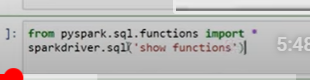 ]: from pyspark.sql.functions import *
sparkdriver.sql('show functions')
5:48